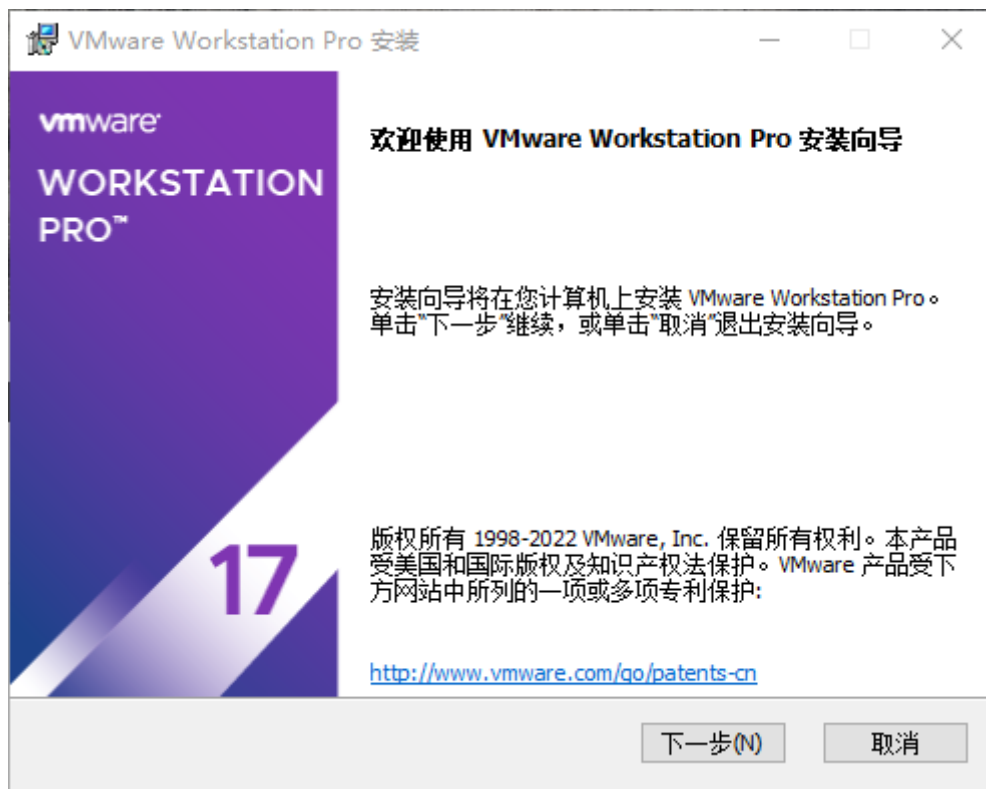 VMware Workstation Pro 安装
vmware
WORKSTATION
PRO™
欢迎使用 VMware Workstation Pro 安装向导
安装向导将在您计算机上安装 VMware Workstation Pro。
单击"下一步"继续，或单击"取消"退出安装向导。
版权所有 1998-2022 VMware, Inc. 保留所有权利。本产品
受美国和国际版权及知识产权法保护。VMware 产品受下
方网站中所列的一项或多项专利保护:
17
http://www.vmware.com/go/patents-cn
下一步(N)
取消